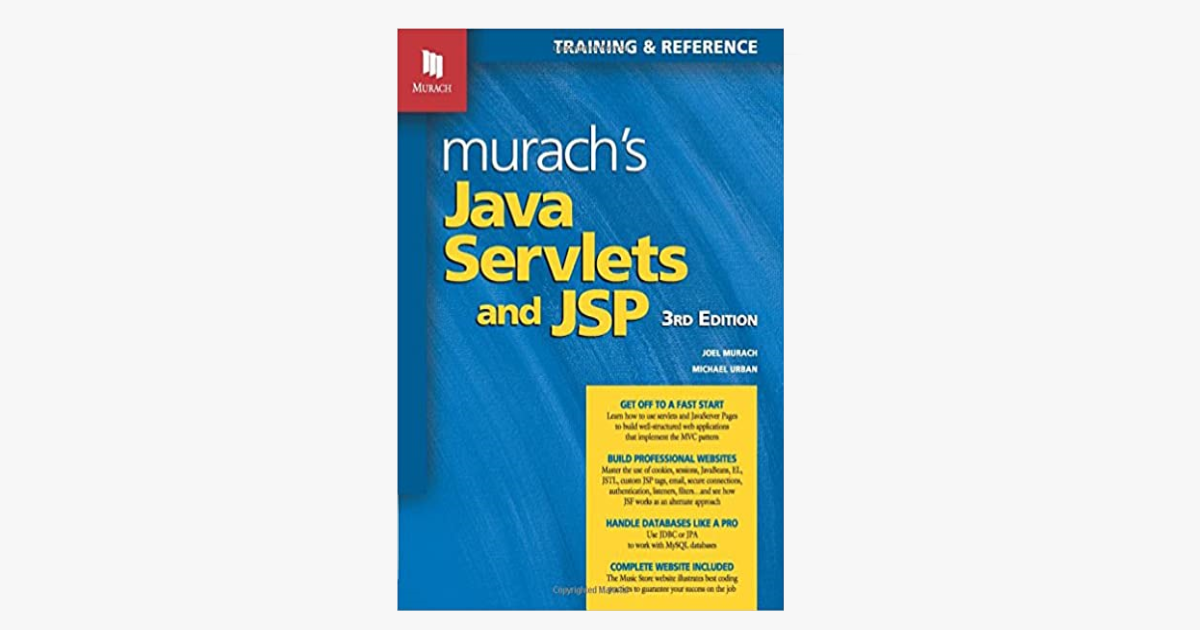 TRAINING & REFERENCE
MURACH
murach's
Java
Servlets
and JSP 3RD EDITION
JOEL MURACH
MICHAEL URBAN
GET OFF TO A FAST START
Learn how to use servlets and JavaServer Pages
to build well-structured web applications
that implement the MVC pattern
BUILD PROFESSIONAL WEBSITES
Master the use of cookies, sessions, JavaBeans, EL,
JSTL, custom JSP tags, email, secure connections,
authentication, listeners, filters...and see how
JSF works as an alternate approach
HANDLE DATABASES LIKE A PRO
Use JDBC or JPA
to work with MySQL databases
COMPLETE WEBSITE INCLUDED
The Music Store website illustrates best coding
practices to guarantee your success on the job
Copyrighted Material